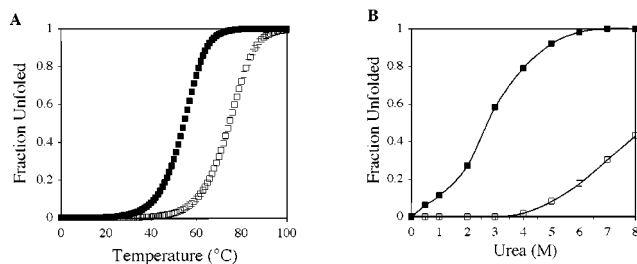 A
Fraction Unfoled
1
0.8
0.6
0.4
0.2
0
0 20 40 60 80 100
Temperature (°C)
B
Fraction Unfolded
1
0.8
0.6
0.4
0.2
0
0 1 2 3 4 5 6 7 8
Urea (M)